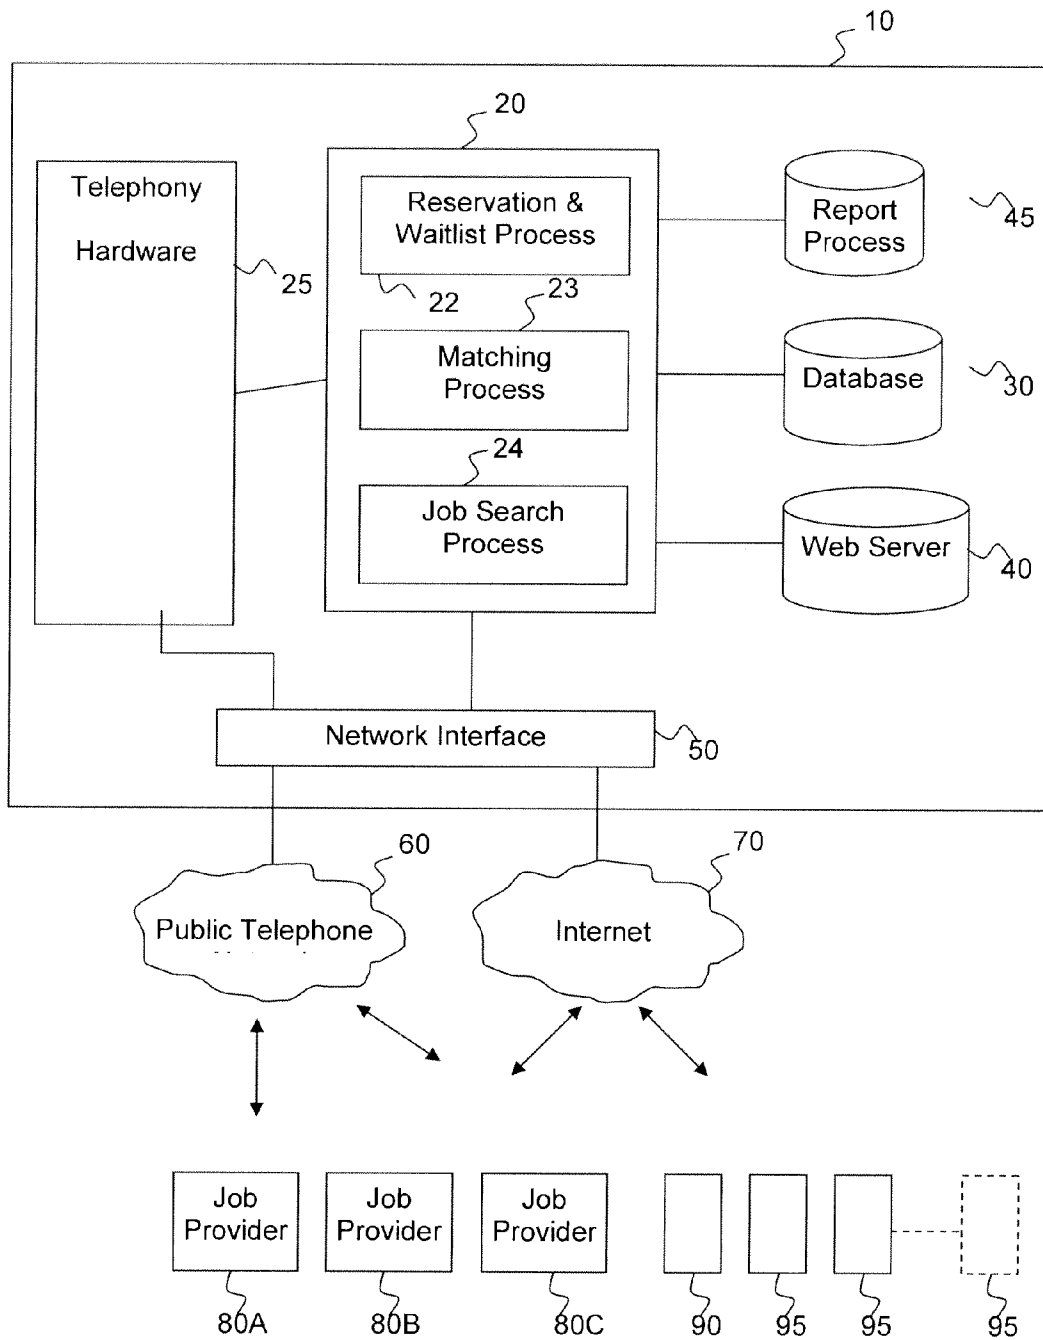 10
20
Telephony
Hardware
25
Reservation &
Waitlist Process
22
23
Matching
Process
24
Job Search
Process
Report
Process
45
Database
30
Web Server
40
Network Interface
50
60
70
Public Telephone
Internet
Job
Provider
Job
Provider
Job
Provider
80A
80B
80C
90
95
95
95